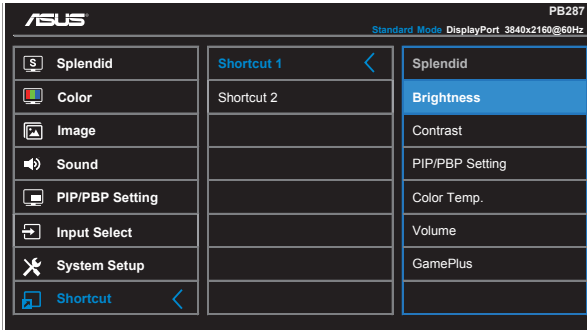 ASUS
PB287
Standard Mode DisplayPort 3840x2160@60Hz
S Splendid
Color
Image
Sound
PIP/PBP Setting
Input Select
System Setup
Shortcut
Shortcut 1
Shortcut 2
Splendid
Brightness
Contrast
PIP/PBP Setting
Color Temp.
Volume
GamePlus